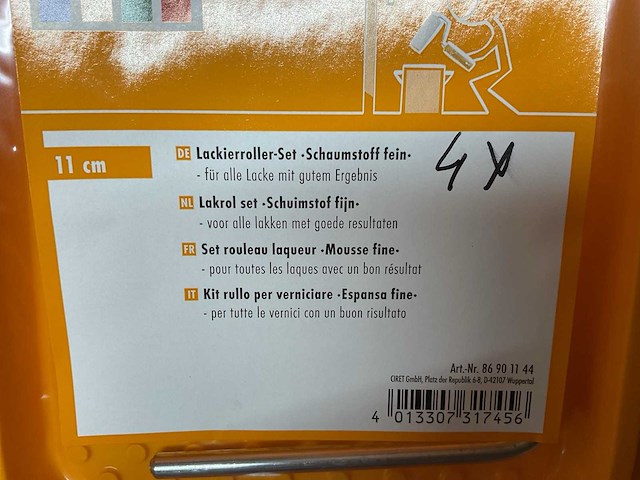 11 cm
DE Lackierroller-Set ·Schaumstoff fein·
- für alle Lacke mit gutem Ergebnis
4 x
NL Lakrol set ·Schuimstof fijn·
- voor alle lakken met goede resultaten
FR Set rouleau laqueur ·Mousse fine·
- pour toutes les laques avec un bon résultat
IT Kit rullo per verniciare ·Espansa fine·
- per tutte le vernici con un buon risultato
Art.-Nr. 86 90 11 44
CIRET GmbH, Platz der Republik 6-8, D-42107 Wuppertal
4 013307 317456